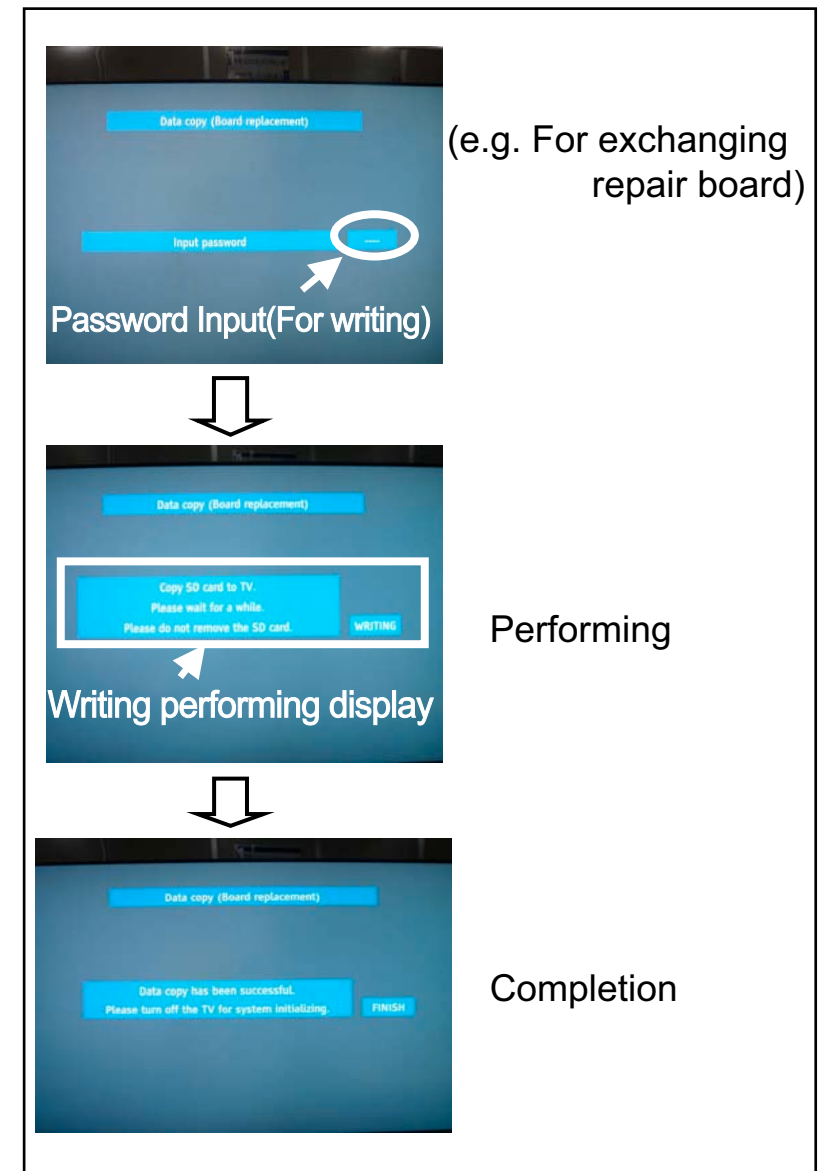 Data copy (Board replacement)
(e.g. For exchanging
repair board)
Input password
Password Input(For writing)
Data copy (Board replacement)
Copy SD card to TV.
Please wait for a while.
Please do not remove the SD card.
WRITING
Performing
Writing performing display
Data copy (Board replacement)
Data copy has been successful.
Please turn off the TV for system initializing.
FINISH
Completion